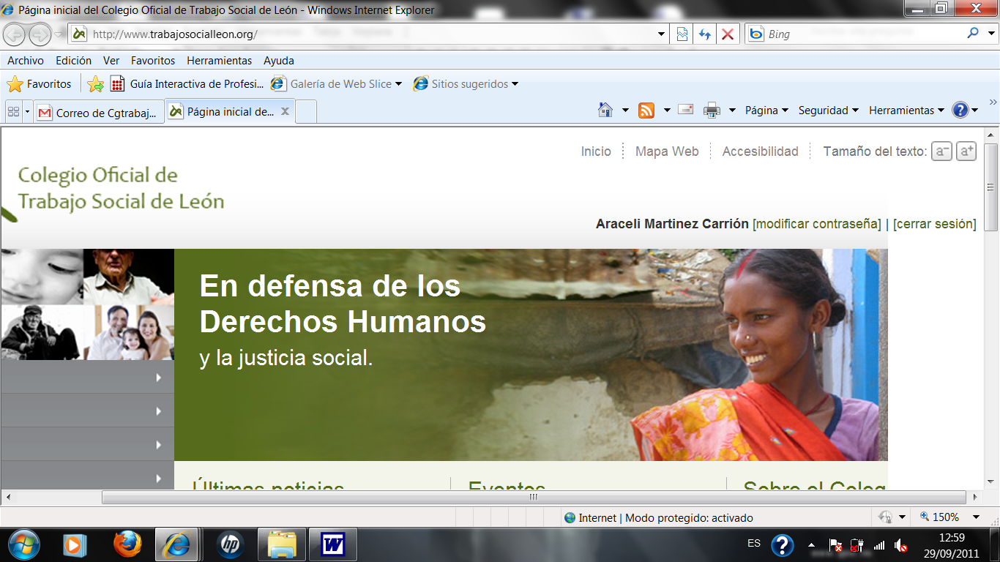 Página inicial del Colegio Oficial de Trabajo Social de León - Windows Internet Explorer
http://www.trabajosocialleon.org/
Bing
Archivo Edición Ver Favoritos Herramientas Ayuda
Favoritos Guía Interactiva de Profesi... Galería de Web Slice Sitios sugeridos
Correo de Cgtrabaj... Página inicial de... Página Seguridad Herramientas
Inicio Mapa Web Accesibilidad Tamaño del texto: a- a+
Colegio Oficial de
Trabajo Social de León
Araceli Martinez Carrión [modificar contraseña] | [cerrar sesión]
En defensa de los
Derechos Humanos
y la justicia social.
Últimas noticias Eventos Sobre el Coleg
Internet | Modo protegido: activado 150%
hp W ES 12:59
29/09/2011